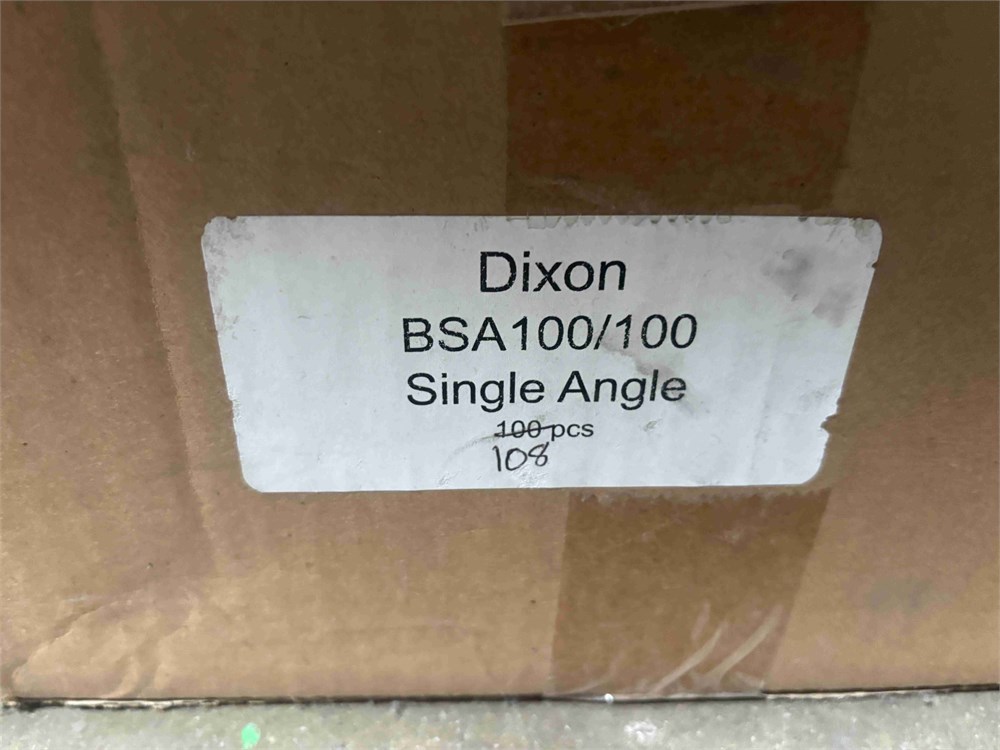 Dixon
BSA100/100
Single Angle
100 pcs
108